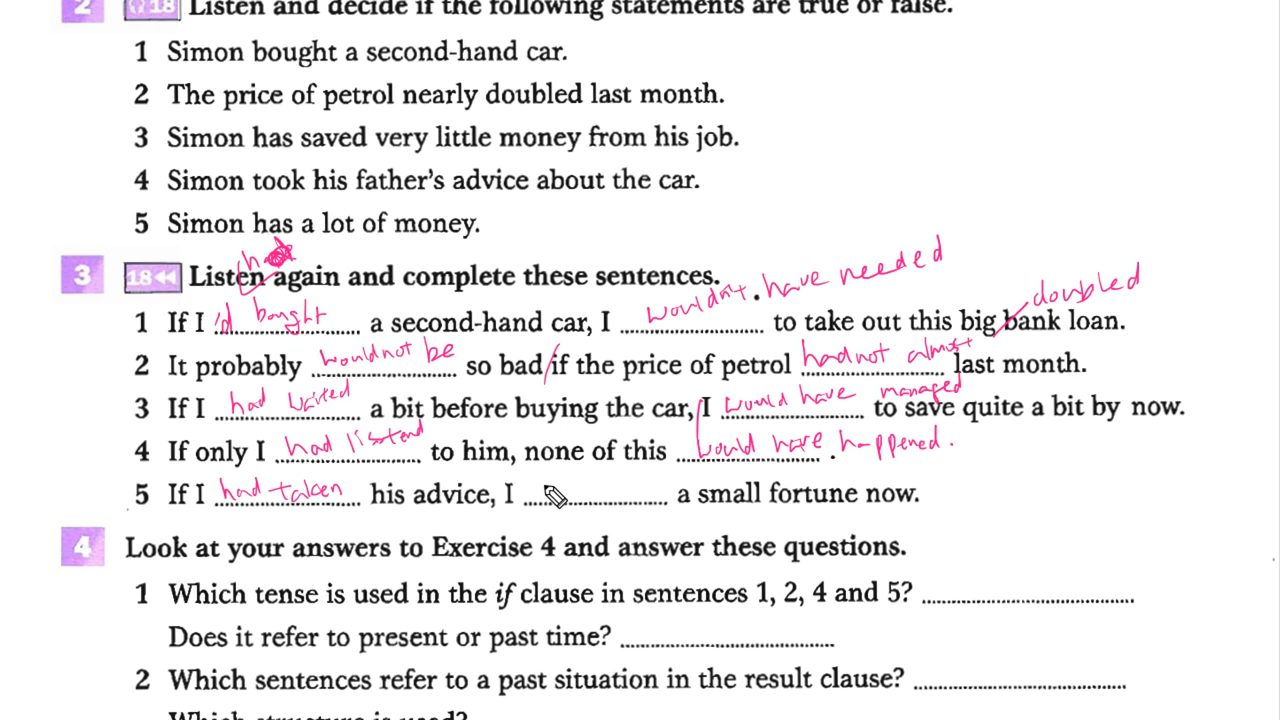 2 18 Listen and decide if the following statements are true or false.
1 Simon bought a second-hand car.
2 The price of petrol nearly doubled last month.
3 Simon has saved very little money from his job.
4 Simon took his father's advice about the car.
5 Simon has a lot of money.
3 18 Listen again and complete these sentences.
1 If I 'd bought a second-hand car, I wouldn't have needed to take out this big bank loan.
doubled
2 It probably would not be so bad if the price of petrol had not almost last month.
3 If I had waited a bit before buying the car, I would have managed to save quite a bit by now.
4 If only I had listend to him, none of this would have happened.
5 If I had taken his advice, I .................... a small fortune now.
4 Look at your answers to Exercise 4 and answer these questions.
1 Which tense is used in the if clause in sentences 1, 2, 4 and 5? ....................
Does it refer to present or past time? ....................
2 Which sentences refer to a past situation in the result clause? ....................
Which structure is used?